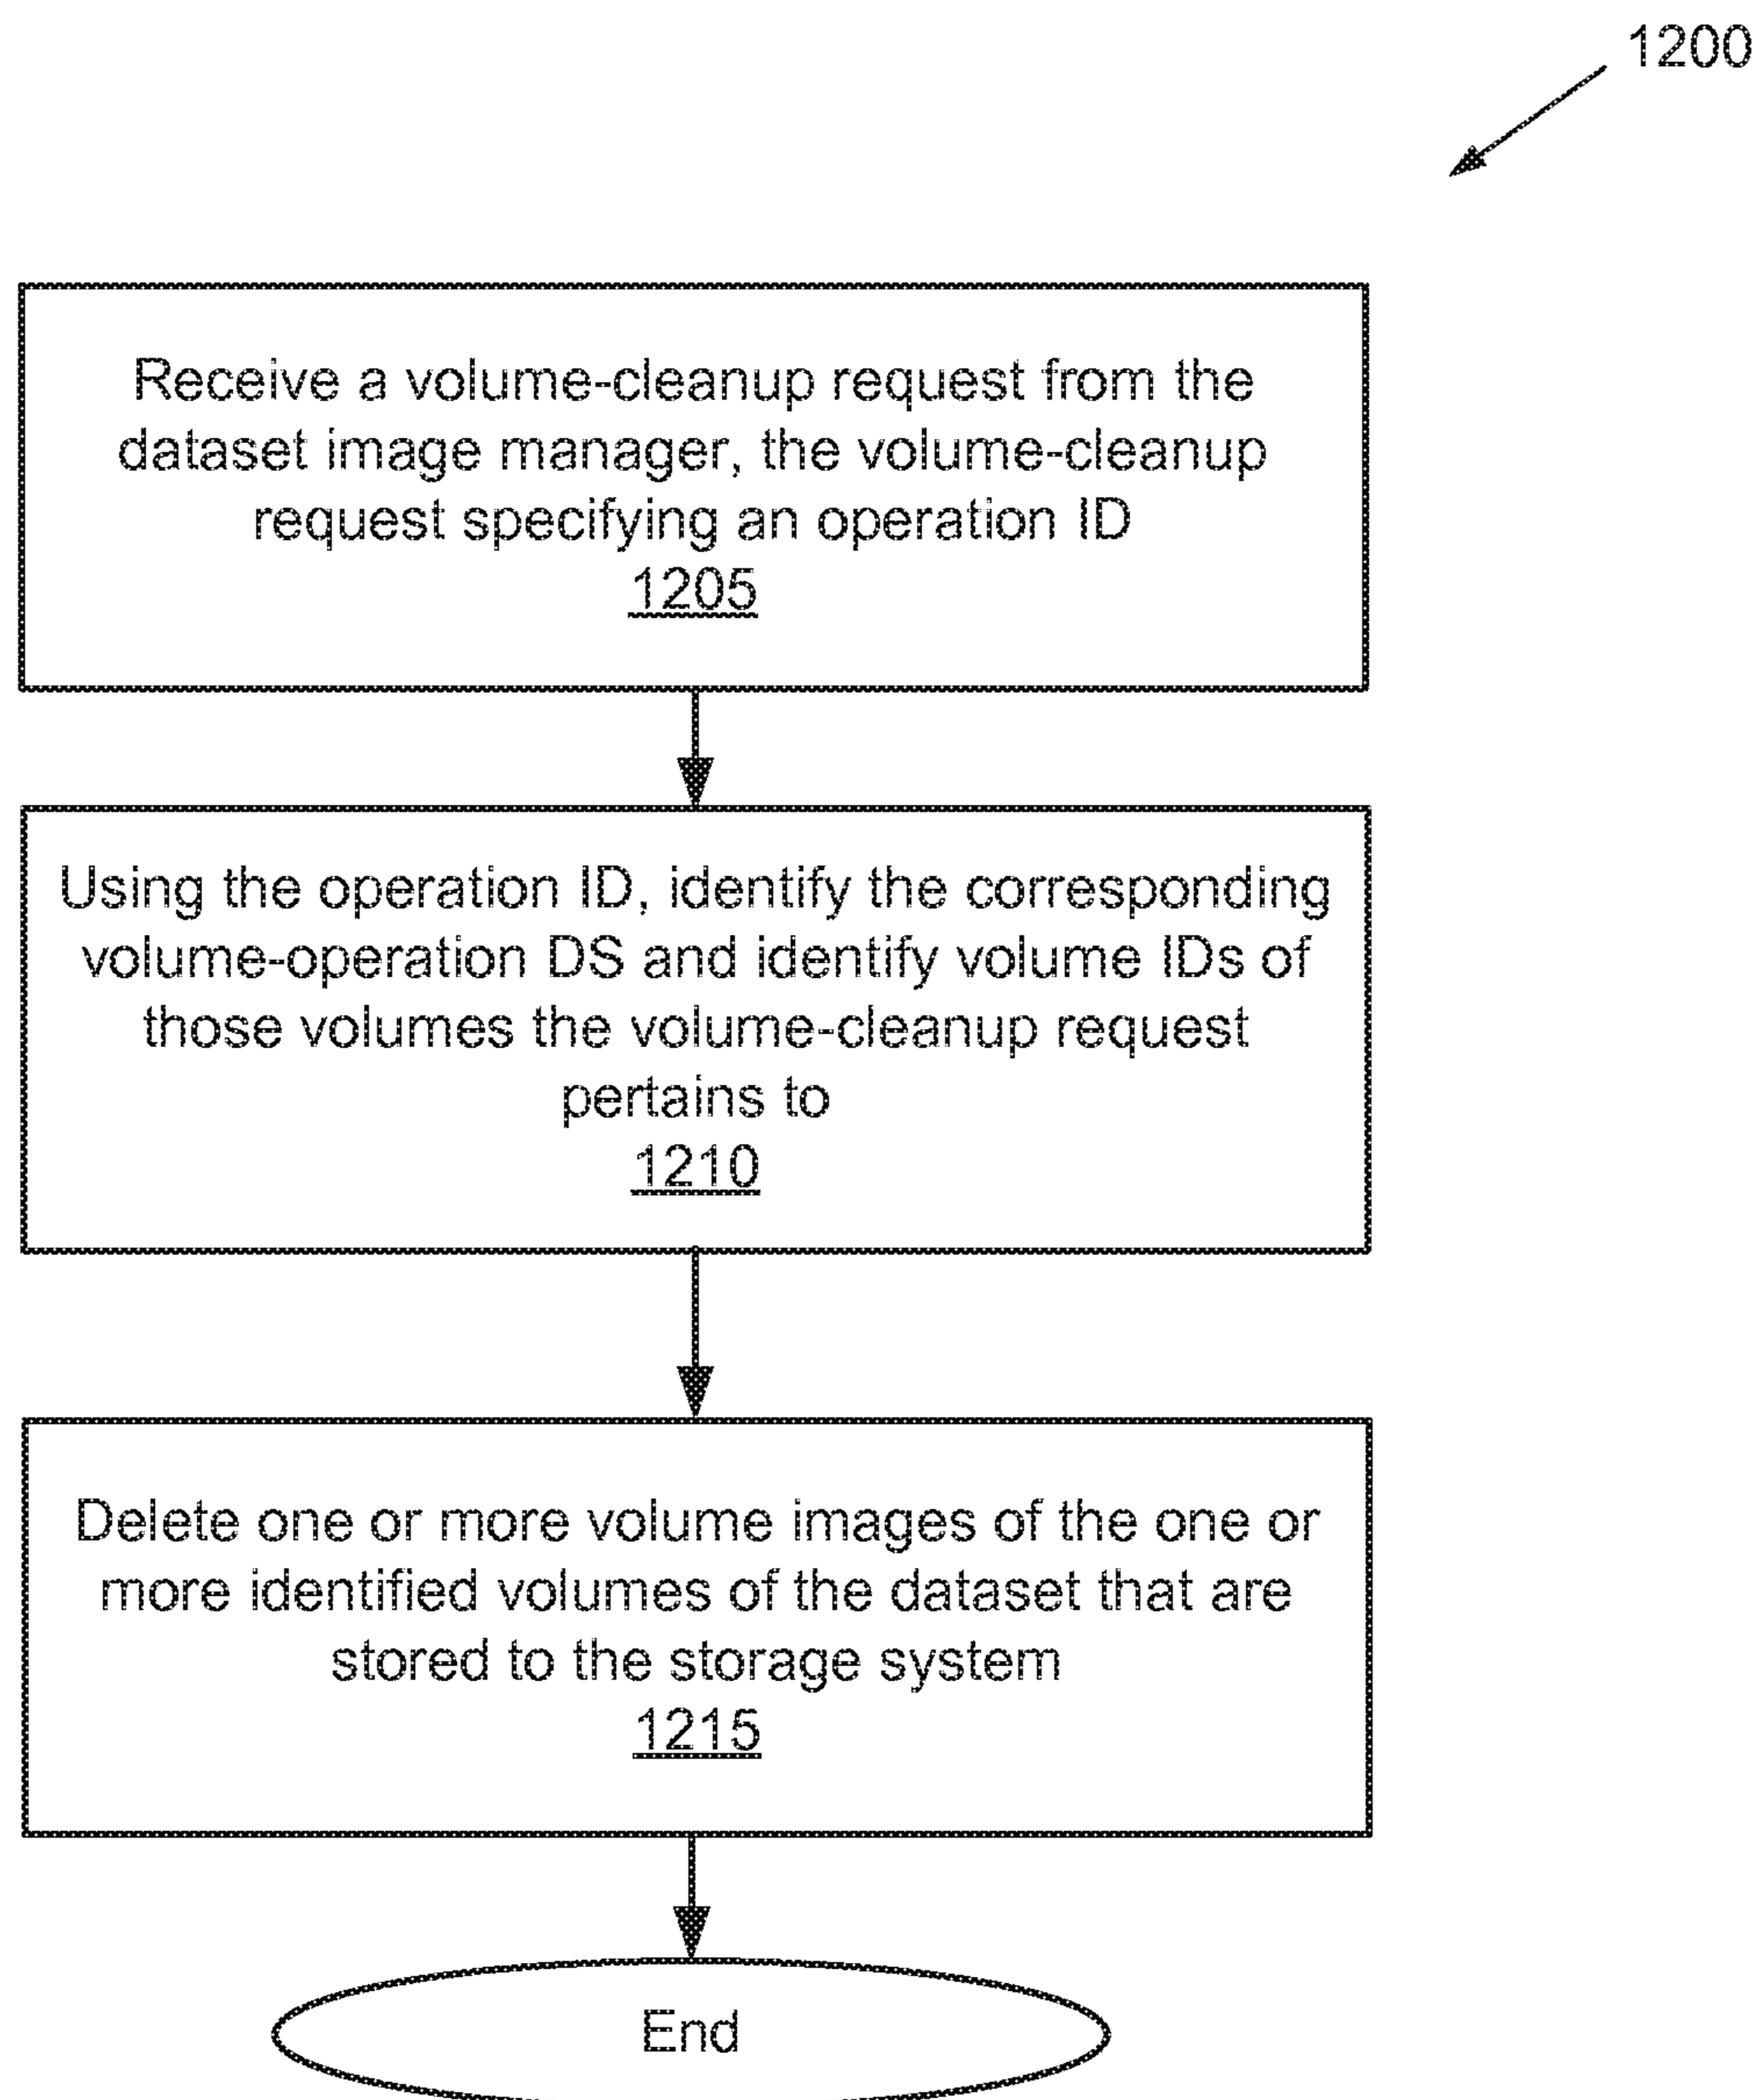 1200
Receive a volume-cleanup request from the
dataset image manager, the volume-cleanup
request specifying an operation ID
1205
Using the operation ID, identify the corresponding
volume-operation DS and identify volume IDs of
those volumes the volume-cleanup request
pertains to
1210
Delete one or more volume images of the one or
more identified volumes of the dataset that are
stored to the storage system
1215
End